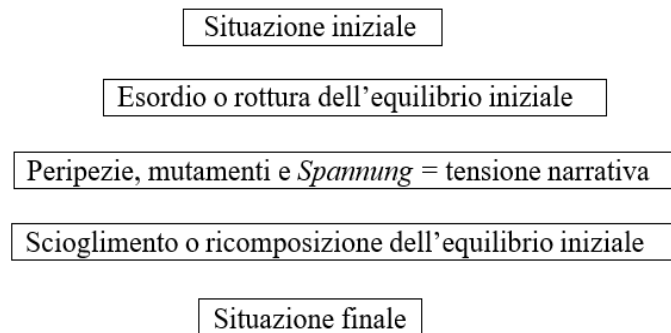 Situazione iniziale
Esordio o rottura dell'equilibrio iniziale
Peripezie, mutamenti e Spannung = tensione narrativa
Scioglimento o ricomposizione dell'equilibrio iniziale
Situazione finale